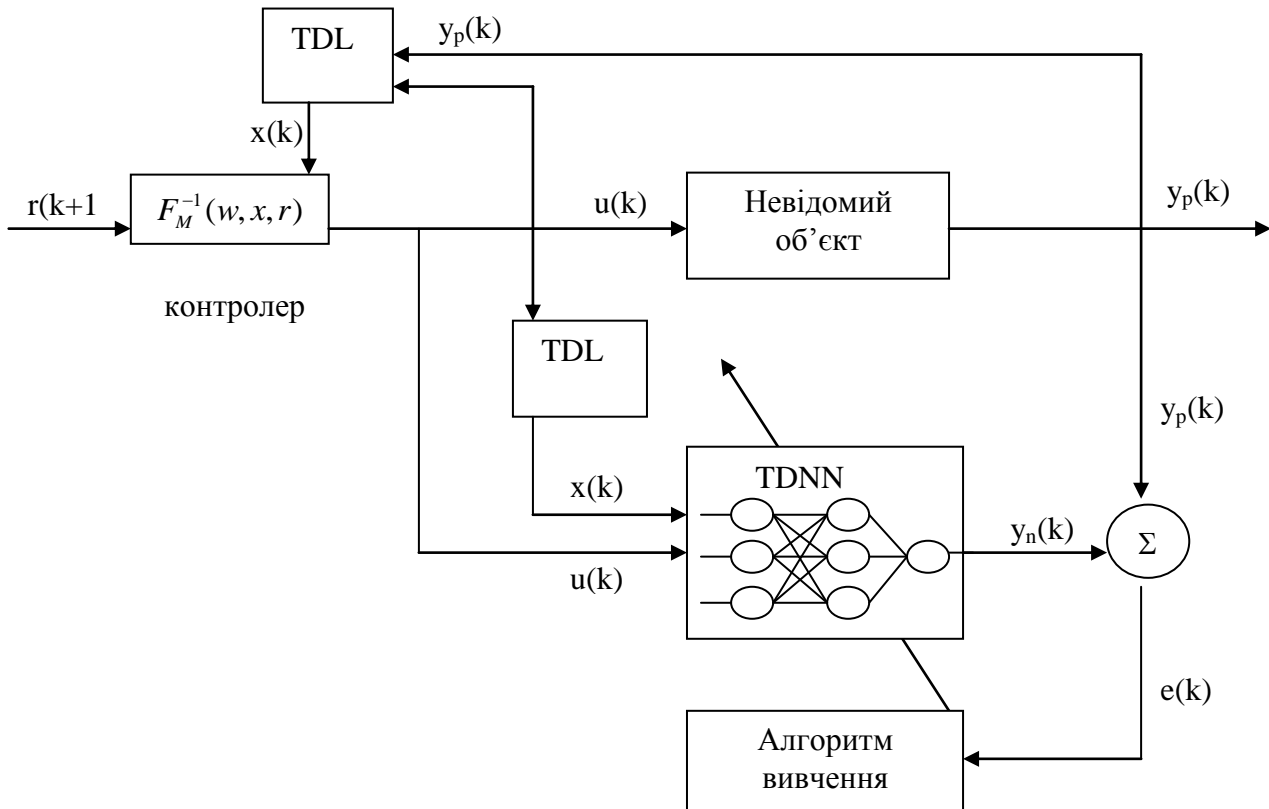 TDL
yₚ(k)
x(k)
r(k+1
F_M^{-1}(w, x, r)
u(k)
Невідомий
об’єкт
yₚ(k)
контролер
TDL
yₚ(k)
TDNN
x(k)
u(k)
yₙ(k)
Σ
e(k)
Алгоритм
вивчення